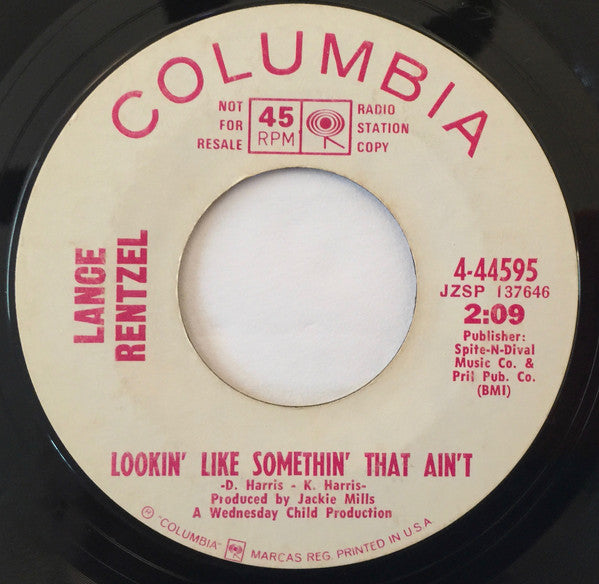 COLUMBIA
NOT
FOR
RESALE
45
RPM
RADIO
STATION
COPY
LANCE
RENTZEL
4-44595
JZSP 137646
2:09
Publisher:
Spite-N-Dival
Music Co. &
Pril Pub. Co.
(BMI)
LOOKIN' LIKE SOMETHIN' THAT AIN'T
-D. Harris - K. Harris-
Produced by Jackie Mills
A Wednesday Child Production
® "COLUMBIA" MARCAS REG. PRINTED IN U.S.A.